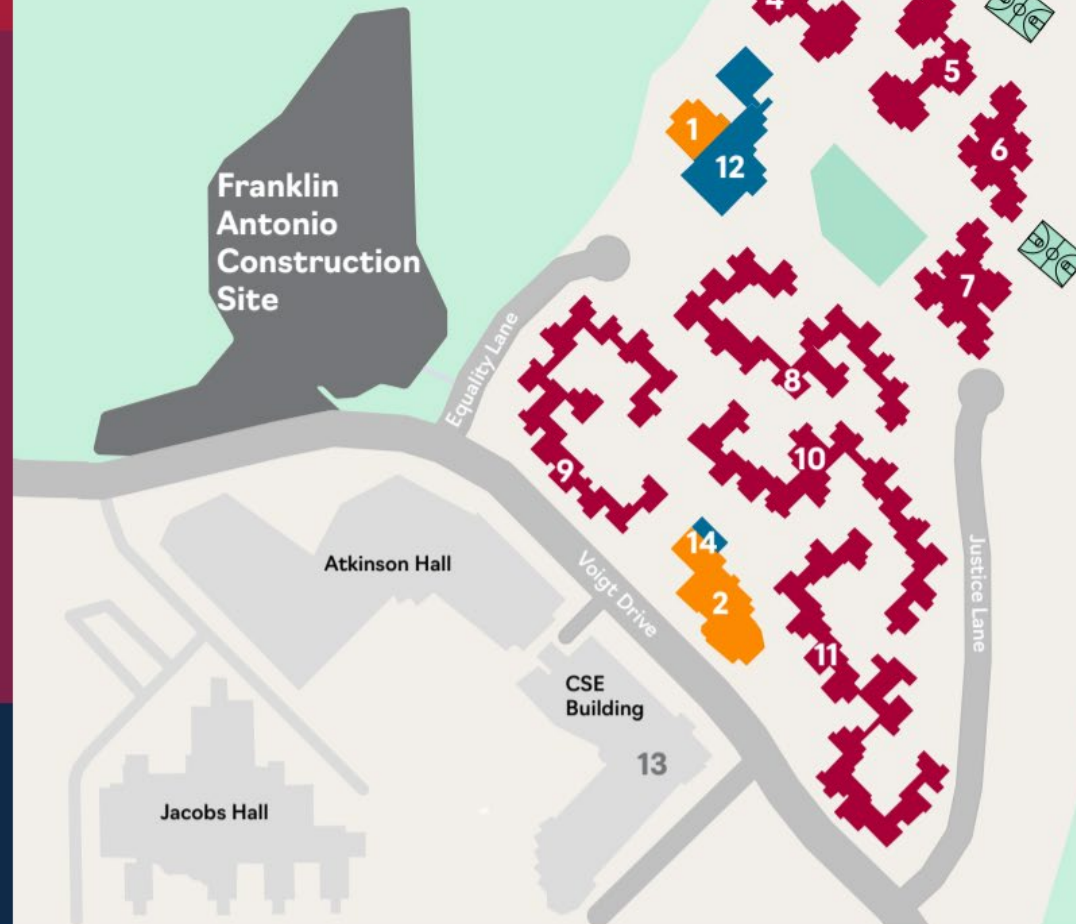 4
5
1
6
12
Franklin
Antonio
Construction
Site
7
Equality Lane
8
10
9
14
Atkinson Hall
Voigt Drive
2
Justice Lane
11
CSE
Building
13
Jacobs Hall